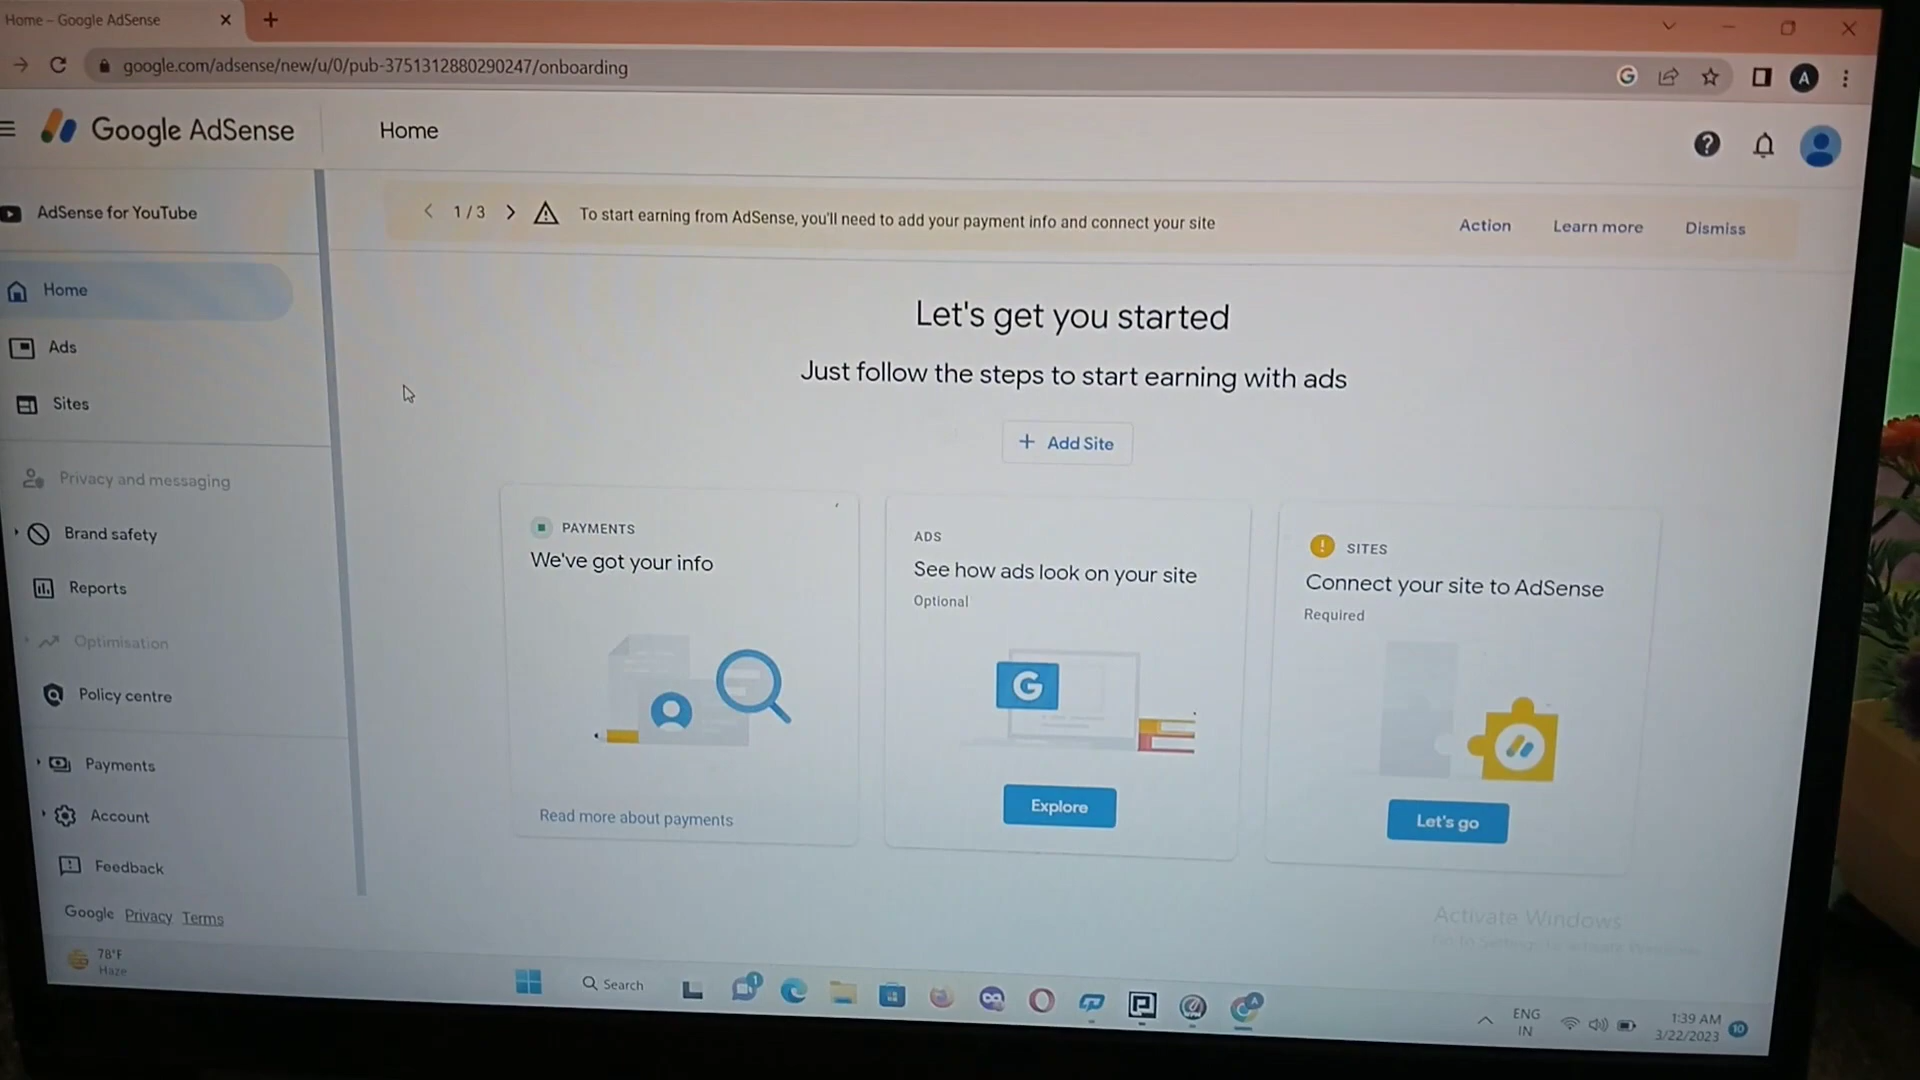 Home – Google AdSense
google.com/adsense/new/u/0/pub-3751312880290247/onboarding
A
Google AdSense
Home
AdSense for YouTube
1 / 3
To start earning from AdSense, you'll need to add your payment info and connect your site
Action
Learn more
Dismiss
Home
Ads
Sites
Privacy and messaging
Brand safety
Reports
Optimisation
Policy centre
Payments
Account
Feedback
Google Privacy Terms
Let's get you started
Just follow the steps to start earning with ads
+ Add Site
PAYMENTS
We've got your info
Read more about payments
ADS
See how ads look on your site
Optional
G
Explore
SITES
Connect your site to AdSense
Required
Let's go
Activate Windows
78°F
Haze
Search
1
A
ENG
IN
1:39 AM
3/22/2023
10